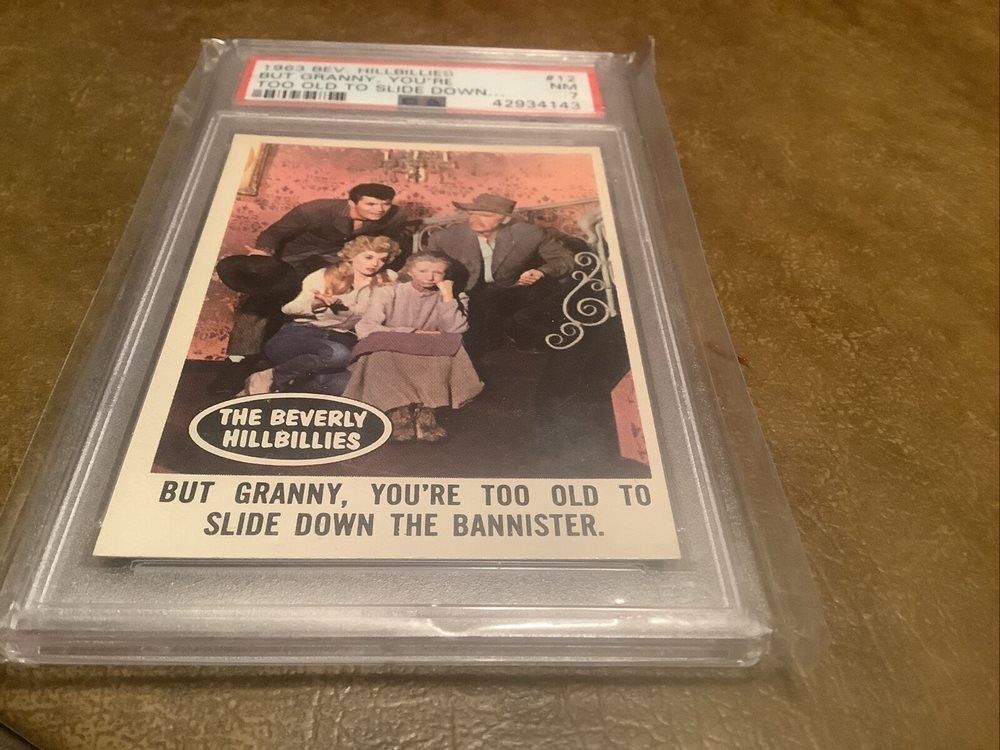 1963 BEV. HILLBILLIES #12
BUT GRANNY, YOU'RE NM
TOO OLD TO SLIDE DOWN... 7
42934143
THE BEVERLY
HILLBILLIES
BUT GRANNY, YOU'RE TOO OLD TO
SLIDE DOWN THE BANNISTER.